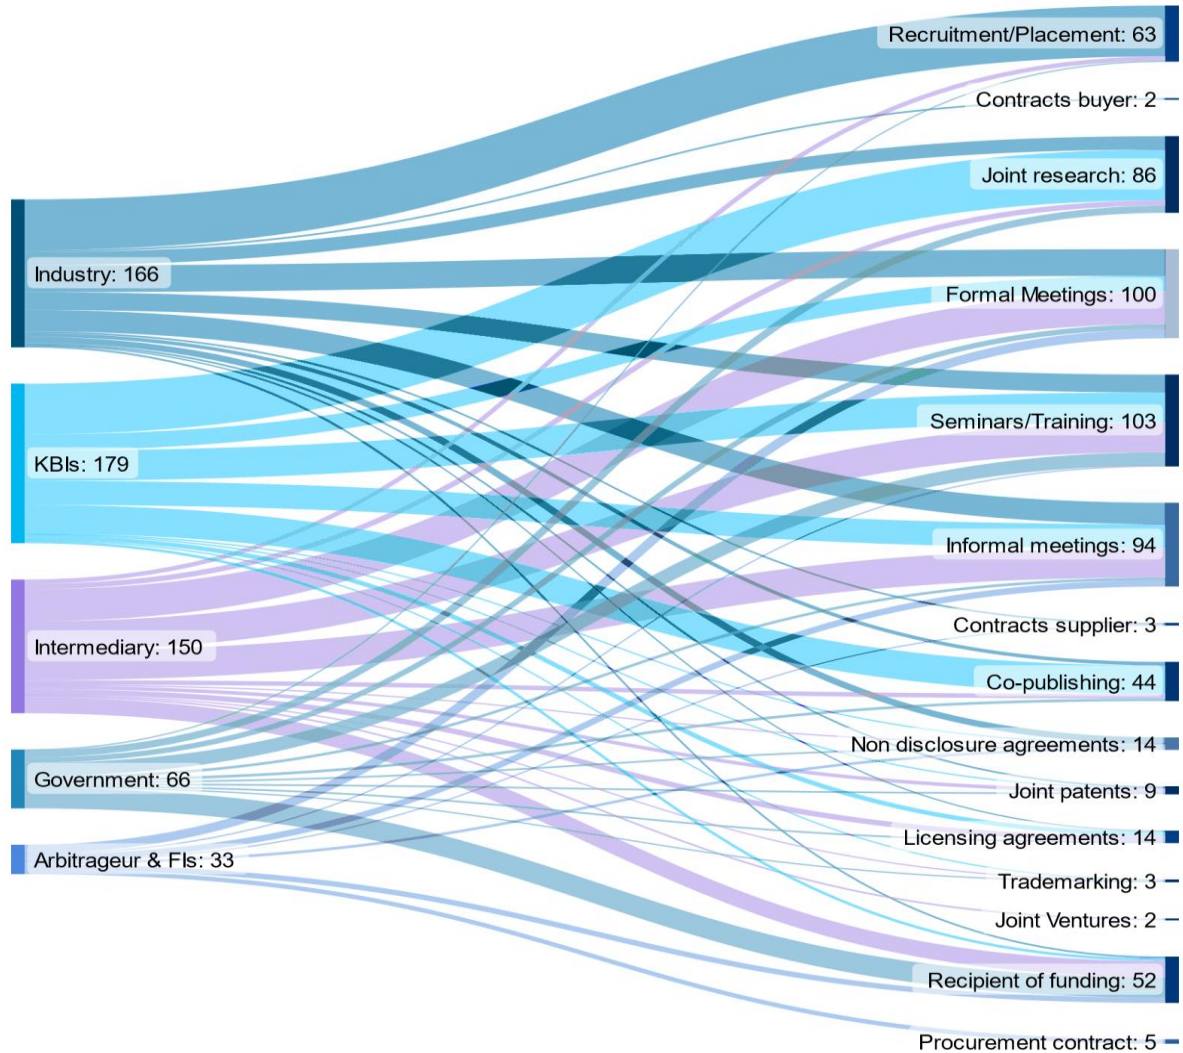 Industry: 166
KBIs: 179
Intermediary: 150
Government: 66
Arbitrageur & FIs: 33
Recruitment/Placement: 63
Contracts buyer: 2
Joint research: 86
Formal Meetings: 100
Seminars/Training: 103
Informal meetings: 94
Contracts supplier: 3
Co-publishing: 44
Non disclosure agreements: 14
Joint patents: 9
Licensing agreements: 14
Trademarking: 3
Joint Ventures: 2
Recipient of funding: 52
Procurement contract: 5